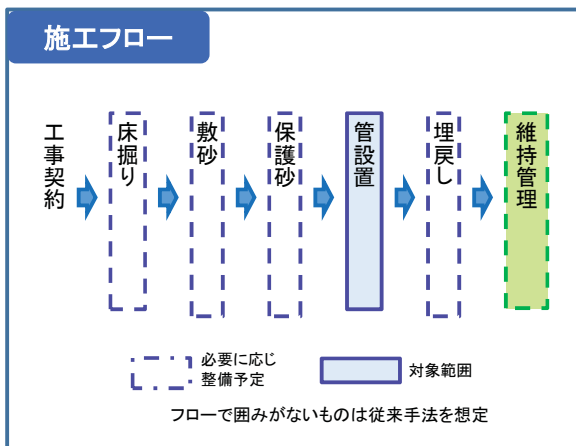 施工フロー
工事契約
床掘り
敷砂
保護砂
管設置
埋戻し
維持管理
必要に応じ
整備予定
対象範囲
フローで囲みがないものは従来手法を想定